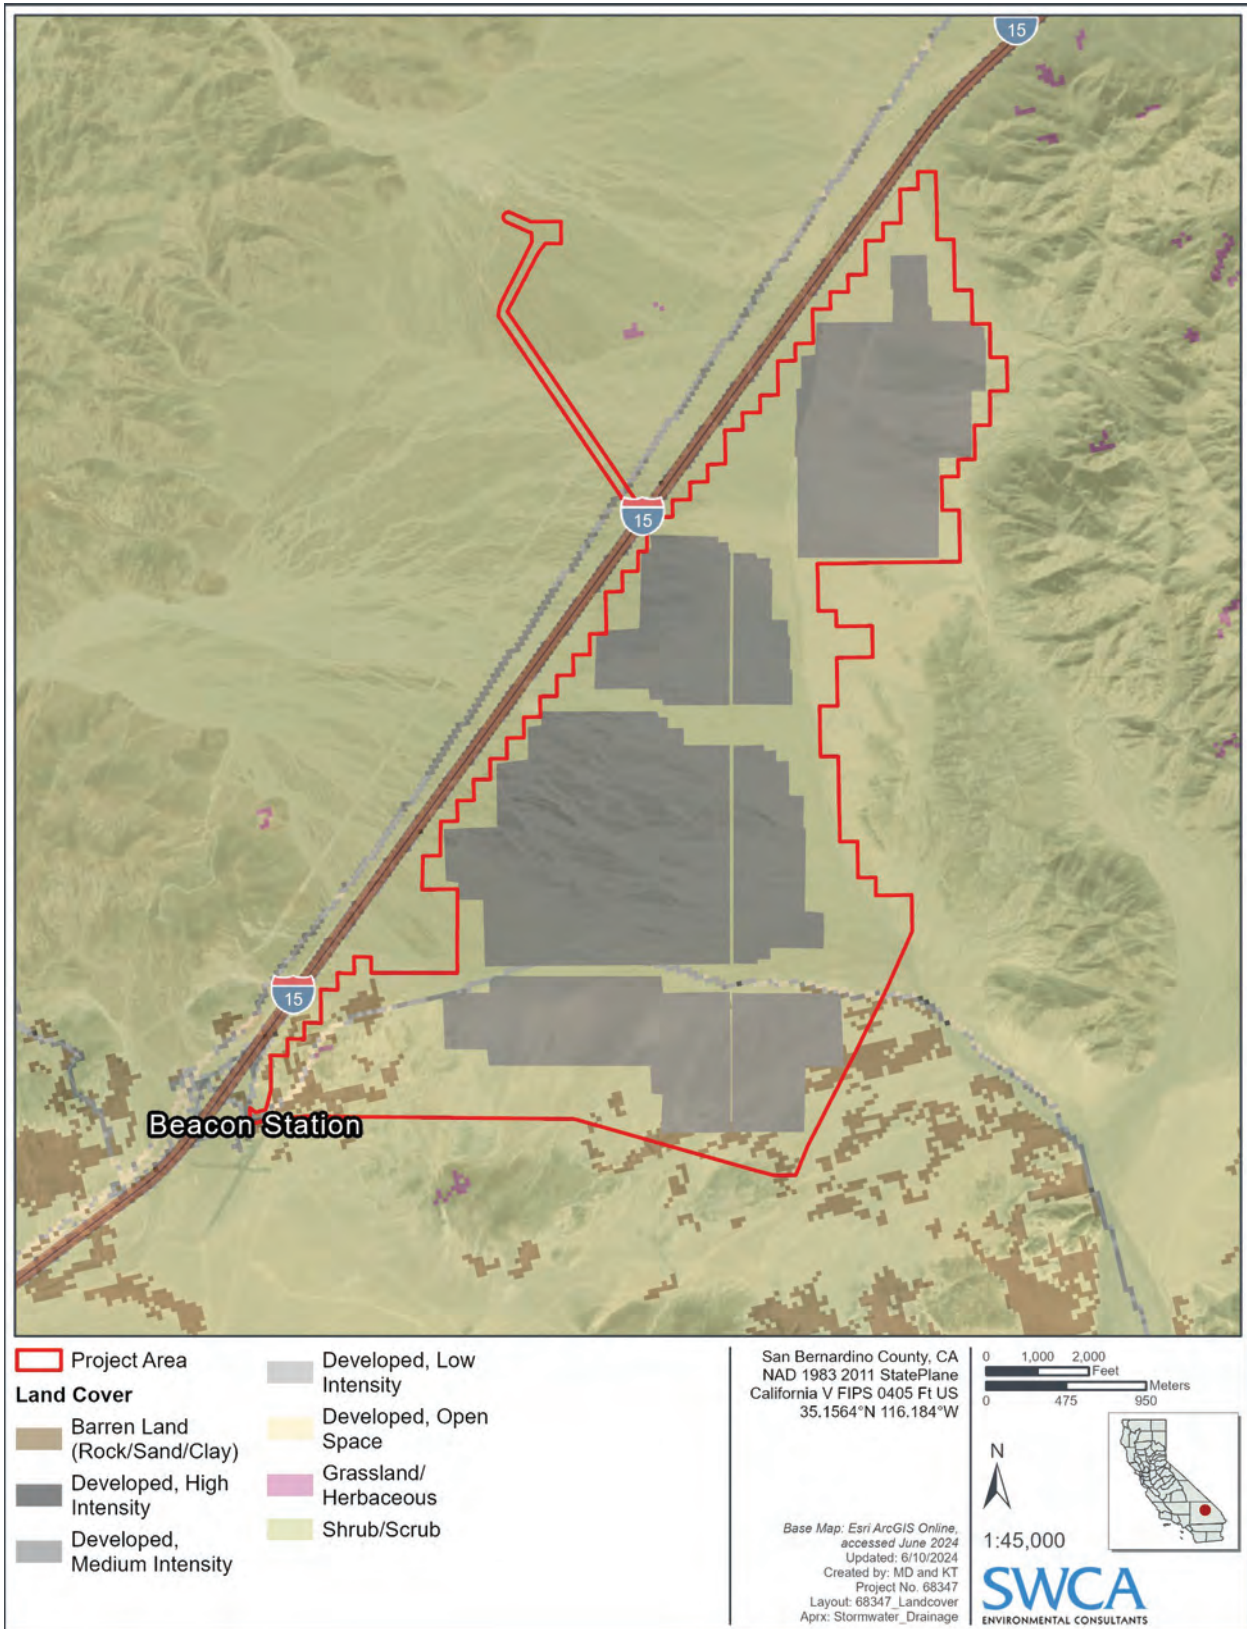 15
15
15
Beacon Station
Project Area
Land Cover
Barren Land
(Rock/Sand/Clay)
Developed, High
Intensity
Developed,
Medium Intensity
Developed, Low
Intensity
Developed, Open
Space
Grassland/
Herbaceous
Shrub/Scrub
San Bernardino County, CA
NAD 1983 2011 StatePlane
California V FIPS 0405 Ft US
35.1564°N 116.184°W
Base Map: Esri ArcGIS Online,
accessed June 2024
Updated: 6/10/2024
Created by: MD and KT
Project No. 68347
Layout: 68347_Landcover
Aprx: Stormwater_Drainage
0 1,000 2,000
Feet
Meters
0 475 950
N
1:45,000
SWCA
ENVIRONMENTAL CONSULTANTS